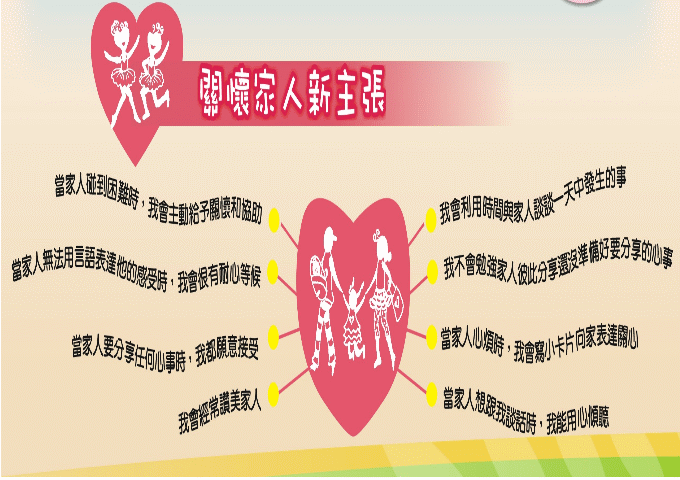 關懷家人新主張
當家人碰到困難時，我會主動給予關懷和協助
當家人無法用言語表達他的感受時，我會很有耐心等候
當家人要分享任何心事時，我都願意接受
我會經常讚美家人
我會利用時間與家人談談一天中發生的事
我不會勉強家人彼此分享還沒準備好要分享的心事
當家人心煩時，我會寫小卡片向家表達關心
當家人想跟我談話時，我能用心傾聽